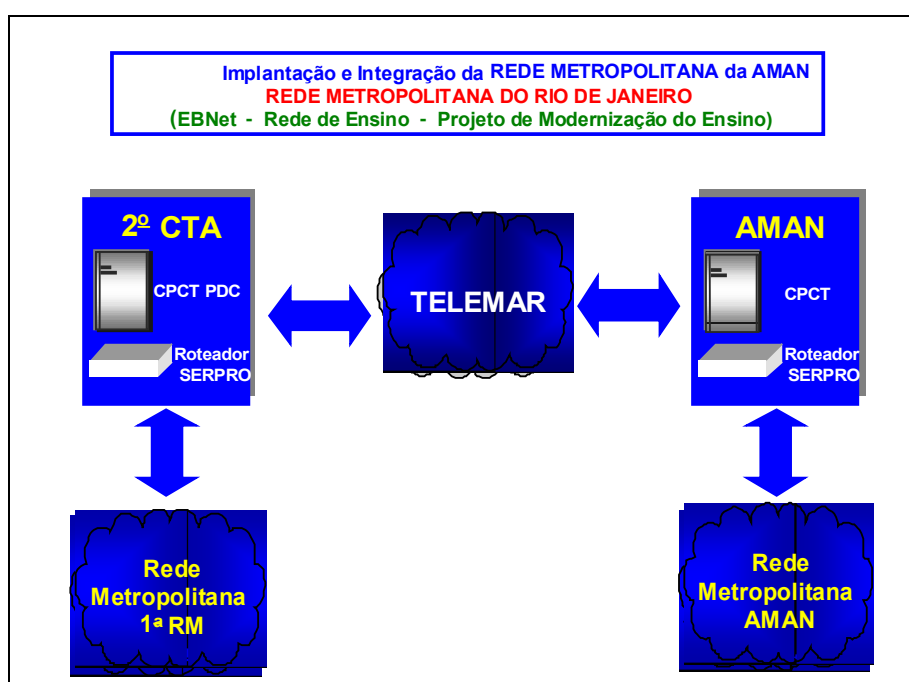 Implantação e Integração da REDE METROPOLITANA da AMAN
REDE METROPOLITANA DO RIO DE JANEIRO
(EBNet - Rede de Ensino - Projeto de Modernização do Ensino)
2º CTA
CPCT PDC
Roteador
SERPRO
TELEMAR
AMAN
CPCT
Roteador
SERPRO
Rede
Metropolitana
1ª RM
Rede
Metropolitana
AMAN